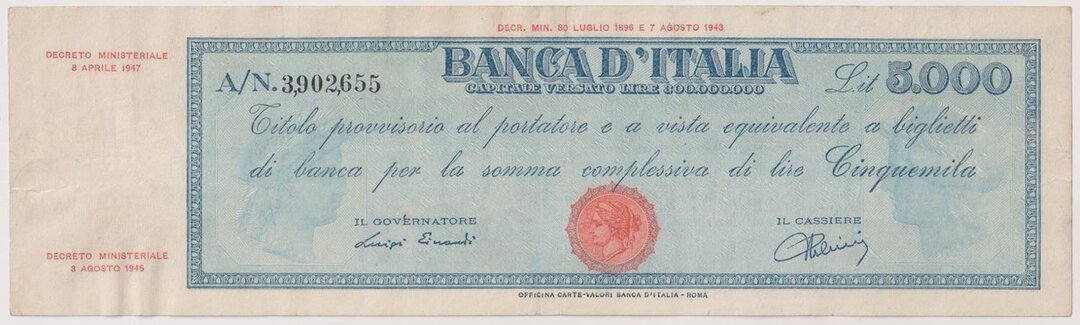 DECR. MIN. 30 LUGLIO 1896 E 7 AGOSTO 1943
DECRETO MINISTERIALE
8 APRILE 1947
BANCA D'ITALIA
CAPITALE VERSATO LIRE 300.000.000
A/N. 3,902,655
Lit 5.000
Titolo provvisorio al portatore e a vista equivalente a biglietti
di banca per la somma complessiva di lire Cinquemila
IL GOVERNATORE
Luigi Einaudi
IL CASSIERE
DECRETO MINISTERIALE
3 AGOSTO 1945
OFFICINA CARTE-VALORI BANCA D'ITALIA - ROMA